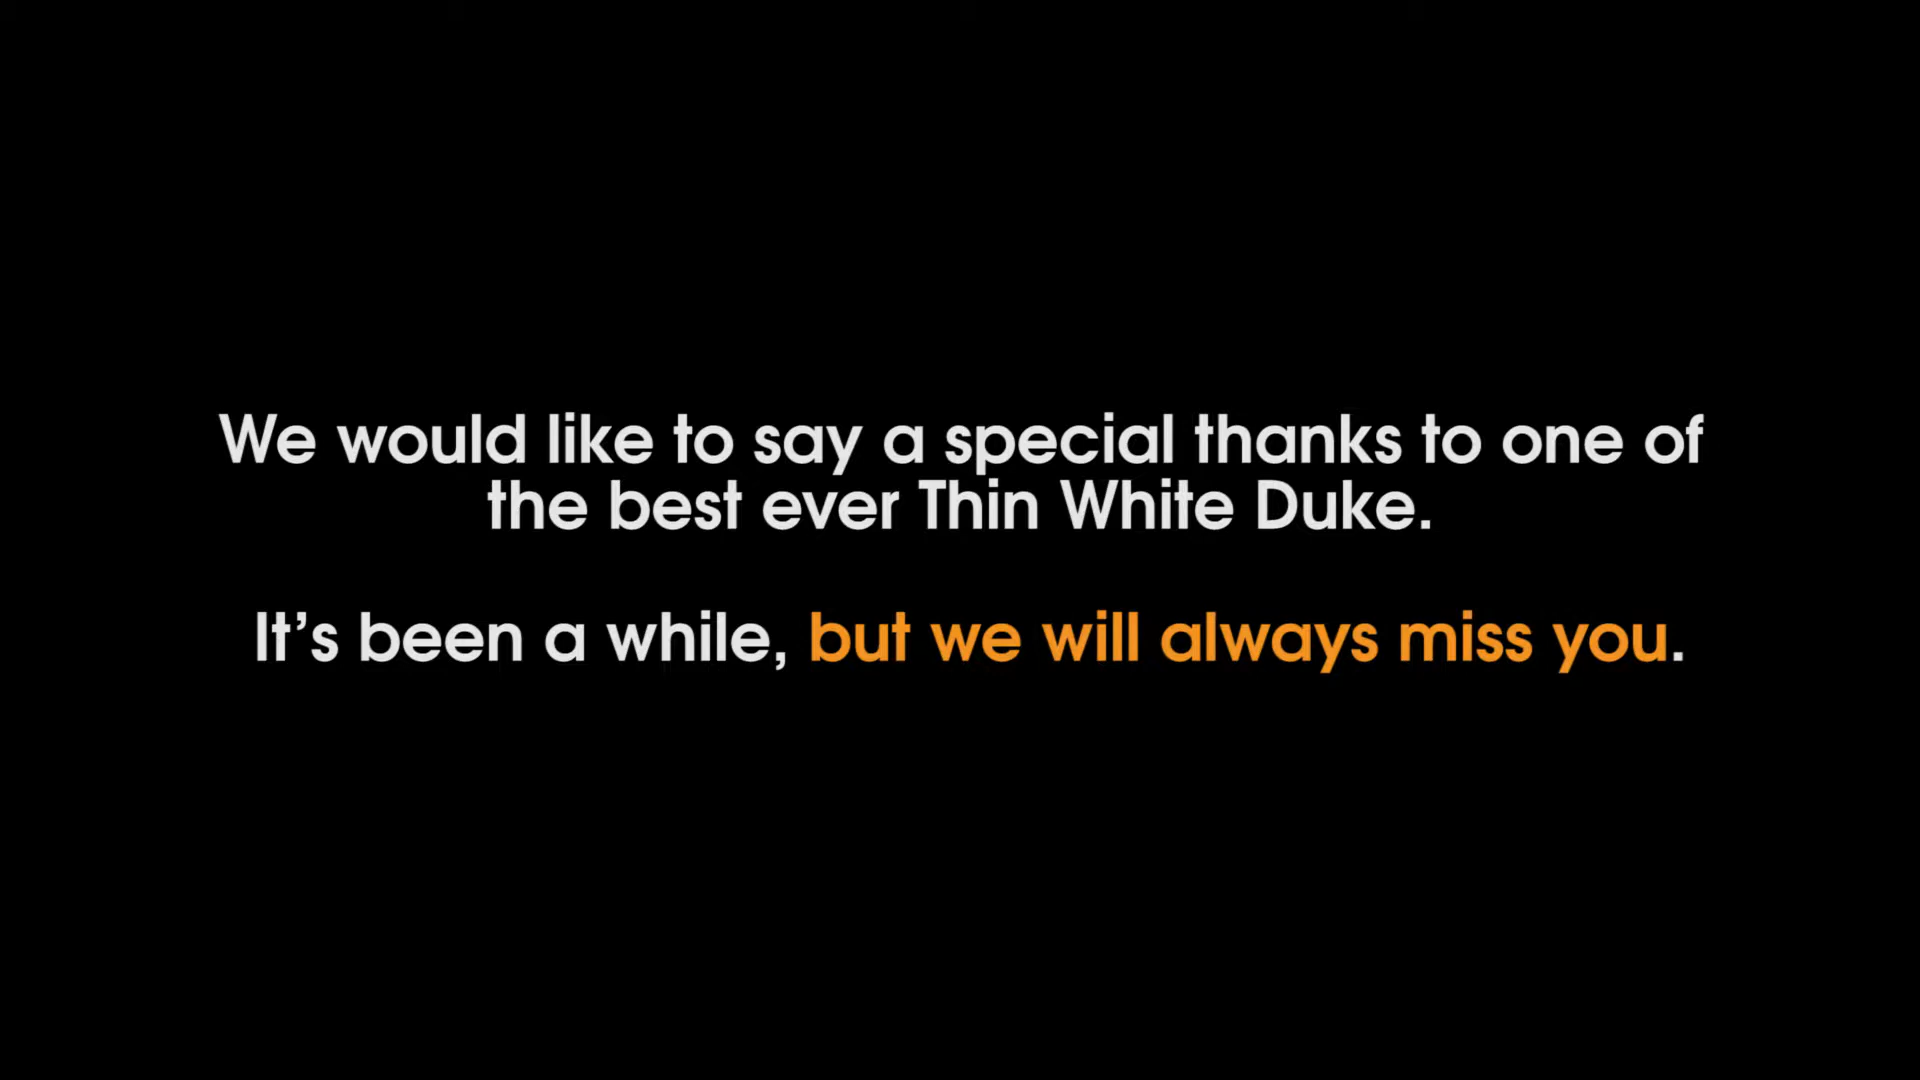 We would like to say a special thanks to one of
the best ever Thin White Duke.
It’s been a while, but we will always miss you.